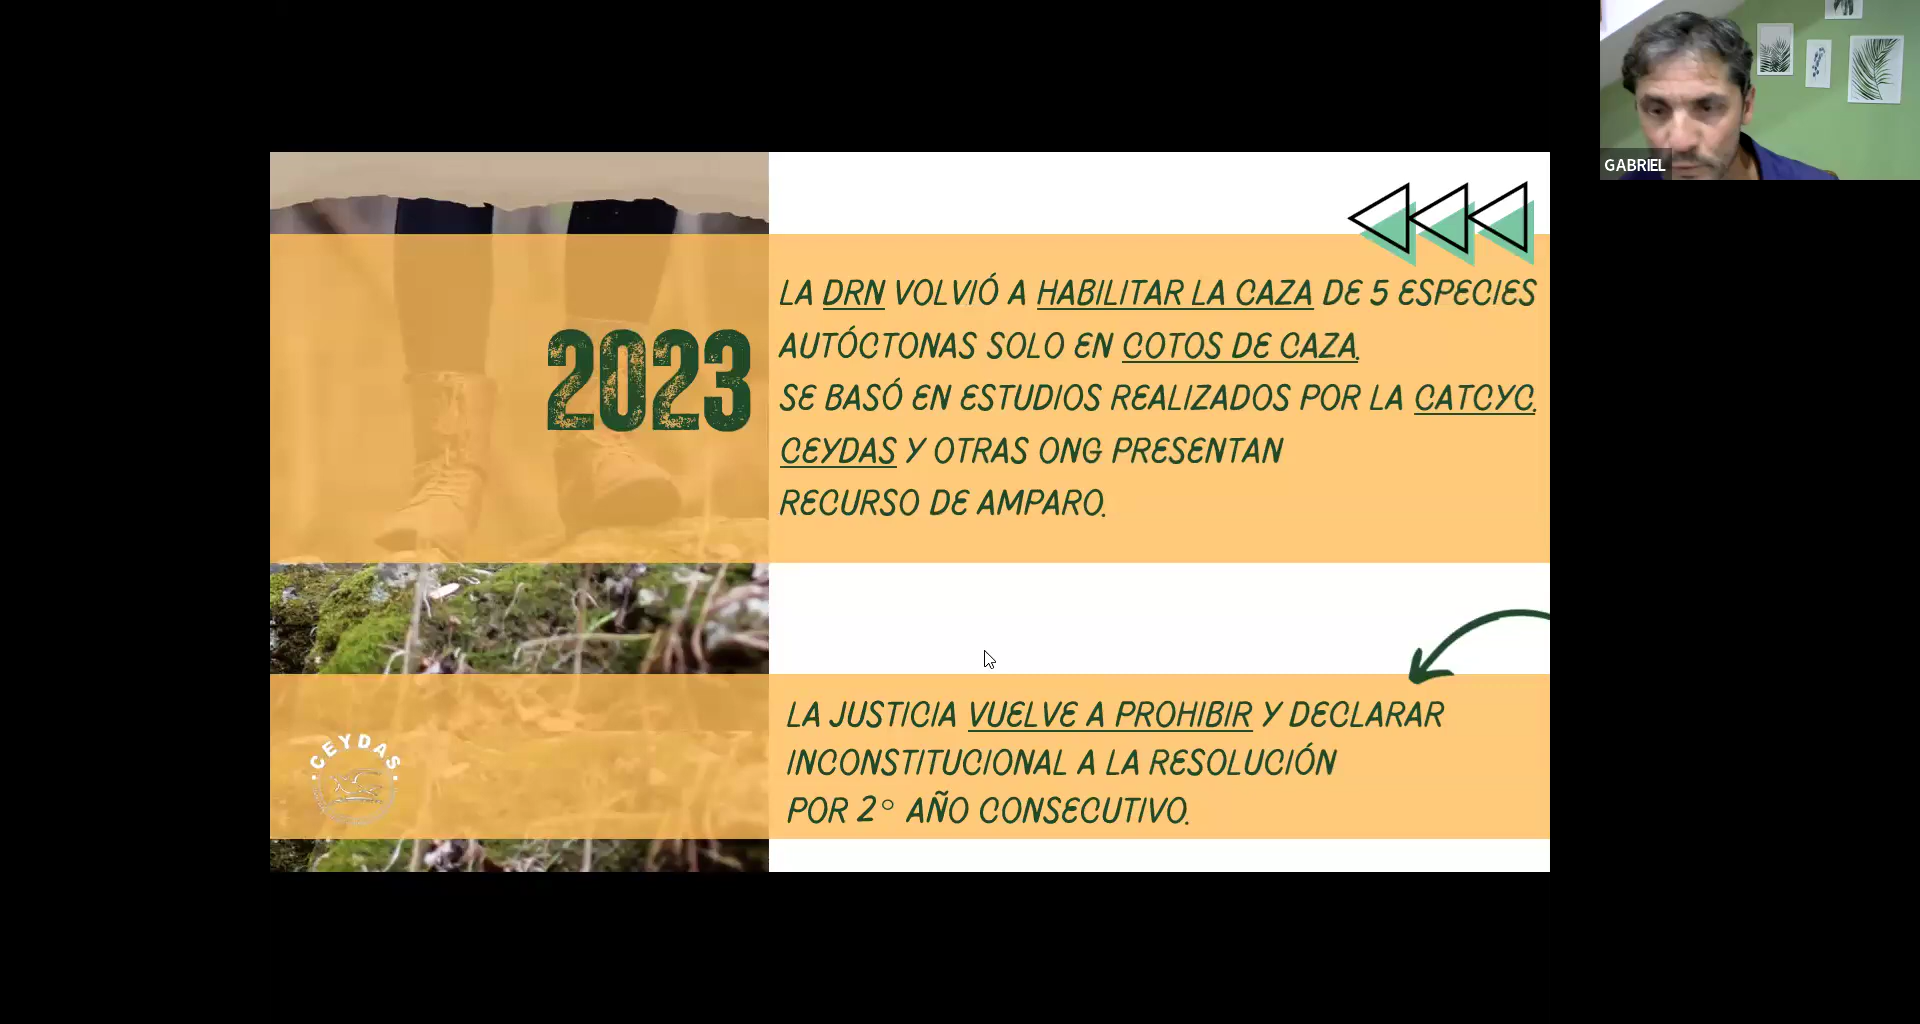 GABRIEL
2023
LA DRN VOLVIÓ A HABILITAR LA CAZA DE 5 ESPECIES
AUTÓCTONAS SOLO EN COTOS DE CAZA.
SE BASÓ EN ESTUDIOS REALIZADOS POR LA CATCYC.
CEYDAS Y OTRAS ONG PRESENTAN
RECURSO DE AMPARO.
LA JUSTICIA VUELVE A PROHIBIR Y DECLARAR
INCONSTITUCIONAL A LA RESOLUCIÓN
POR 2° AÑO CONSECUTIVO.
CEYDAS